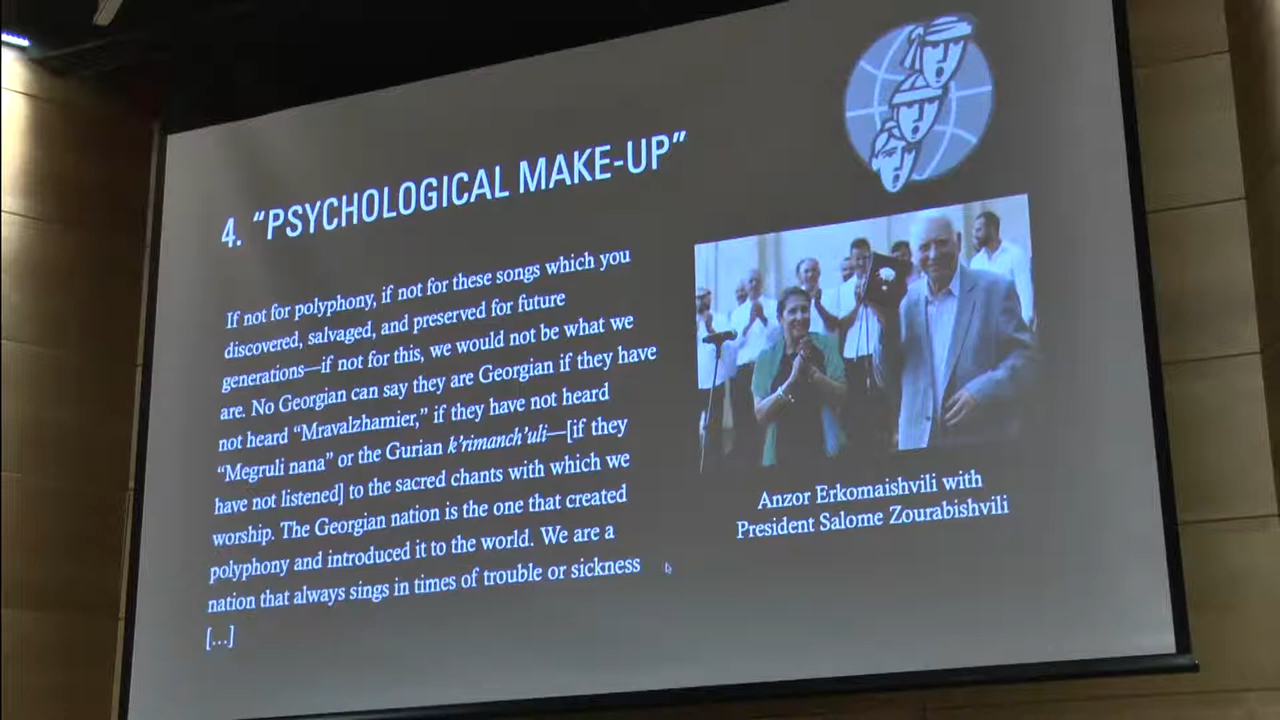 4. “PSYCHOLOGICAL MAKE-UP”
If not for polyphony, if not for these songs which you
discovered, salvaged, and preserved for future
generations—if not for this, we would not be what we
are. No Georgian can say they are Georgian if they have
not heard “Mravalzhamier,” if they have not heard
“Megruli nana” or the Gurian k’rimanch’uli—[if they
have not listened] to the sacred chants with which we
worship. The Georgian nation is the one that created
polyphony and introduced it to the world. We are a
nation that always sings in times of trouble or sickness
[...]
Anzor Erkomaishvili with
President Salome Zourabishvili